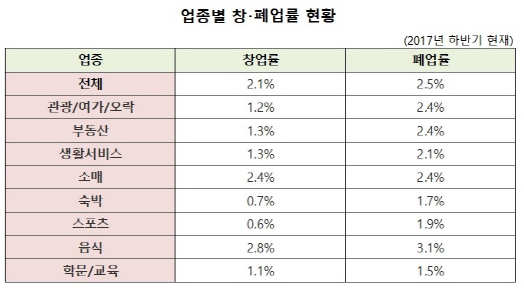 업종별 창·폐업률 현황
(2017년 하반기 현재)
업종 창업률 폐업률
전체 2.1% 2.5%
관광/여가/오락 1.2% 2.4%
부동산 1.3% 2.4%
생활서비스 1.3% 2.1%
소매 2.4% 2.4%
숙박 0.7% 1.7%
스포츠 0.6% 1.9%
음식 2.8% 3.1%
학문/교육 1.1% 1.5%